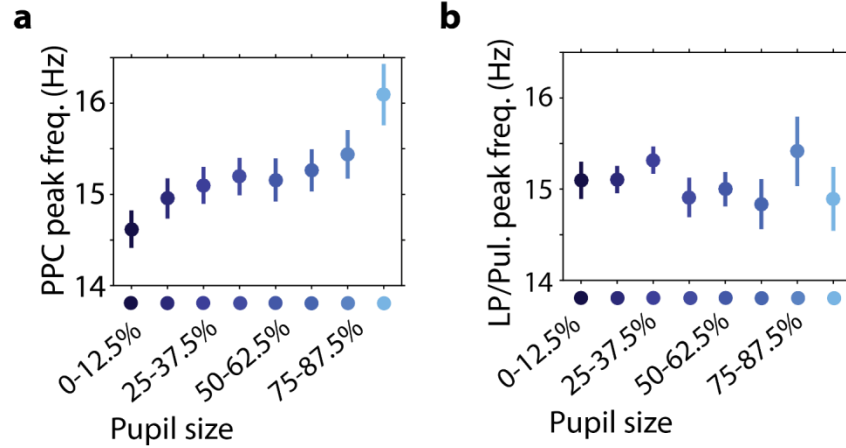 a
PPC peak freq. (Hz)
16
15
14
0-12.5%
25-37.5%
50-62.5%
75-87.5%
Pupil size
b
LP/Pul. peak freq. (Hz)
16
15
14
0-12.5%
25-37.5%
50-62.5%
75-87.5%
Pupil size